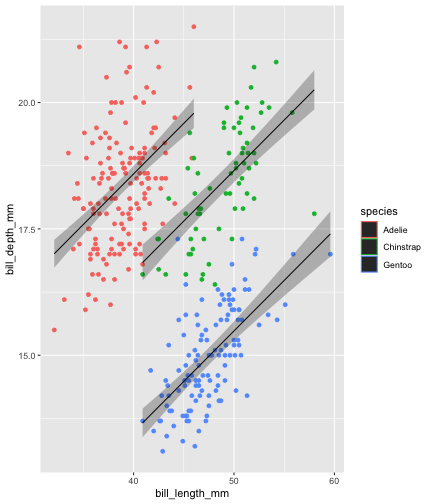 20.0
17.5
15.0
40
50
60
bill_length_mm
bill_depth_mm
species
Adelie
Chinstrap
Gentoo